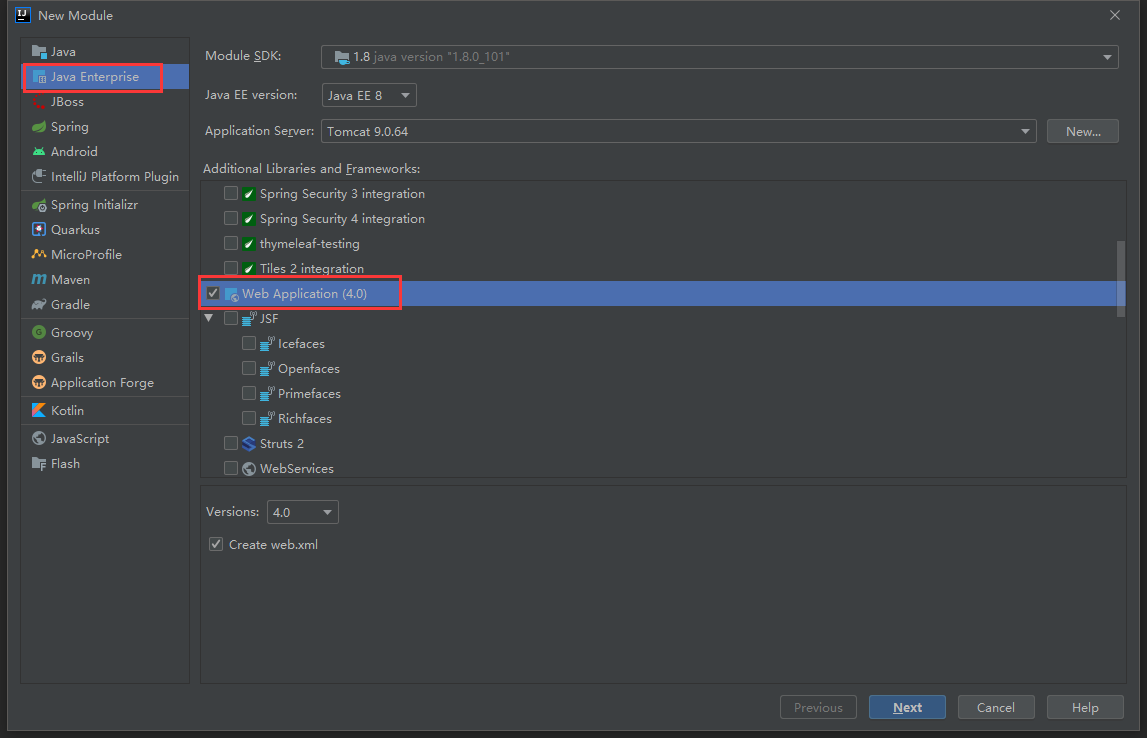 New Module
Java
Java Enterprise
JBoss
Spring
Android
IntelliJ Platform Plugin
Spring Initializr
Quarkus
MicroProfile
Maven
Gradle
Groovy
Grails
Application Forge
Kotlin
JavaScript
Flash
Module SDK: 1.8 java version "1.8.0_101"
Java EE version: Java EE 8
Application Server: Tomcat 9.0.64 New...
Additional Libraries and Frameworks:
Spring Security 3 integration
Spring Security 4 integration
thymeleaf-testing
Tiles 2 integration
Web Application (4.0)
JSF
Icefaces
Openfaces
Primefaces
Richfaces
Struts 2
WebServices
Versions: 4.0
Create web.xml
Previous Next Cancel Help